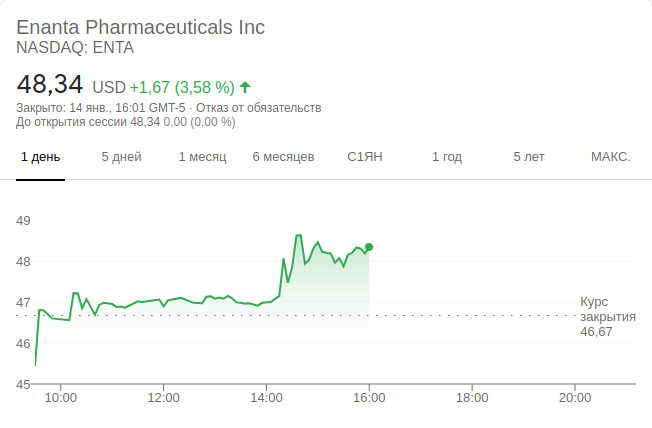 Enanta Pharmaceuticals Inc
NASDAQ: ENTA
48,34 USD +1,67 (3,58 %)
Закрыто: 14 янв., 16:01 GMT-5 · Отказ от обязательств
До открытия сессии 48,34 0,00 (0,00 %)
1 день 5 дней 1 месяц 6 месяцев С1ЯН 1 год 5 лет МАКС.
49
48
47
46
45
Курс
закрытия
46,67
10:00 12:00 14:00 16:00 18:00 20:00